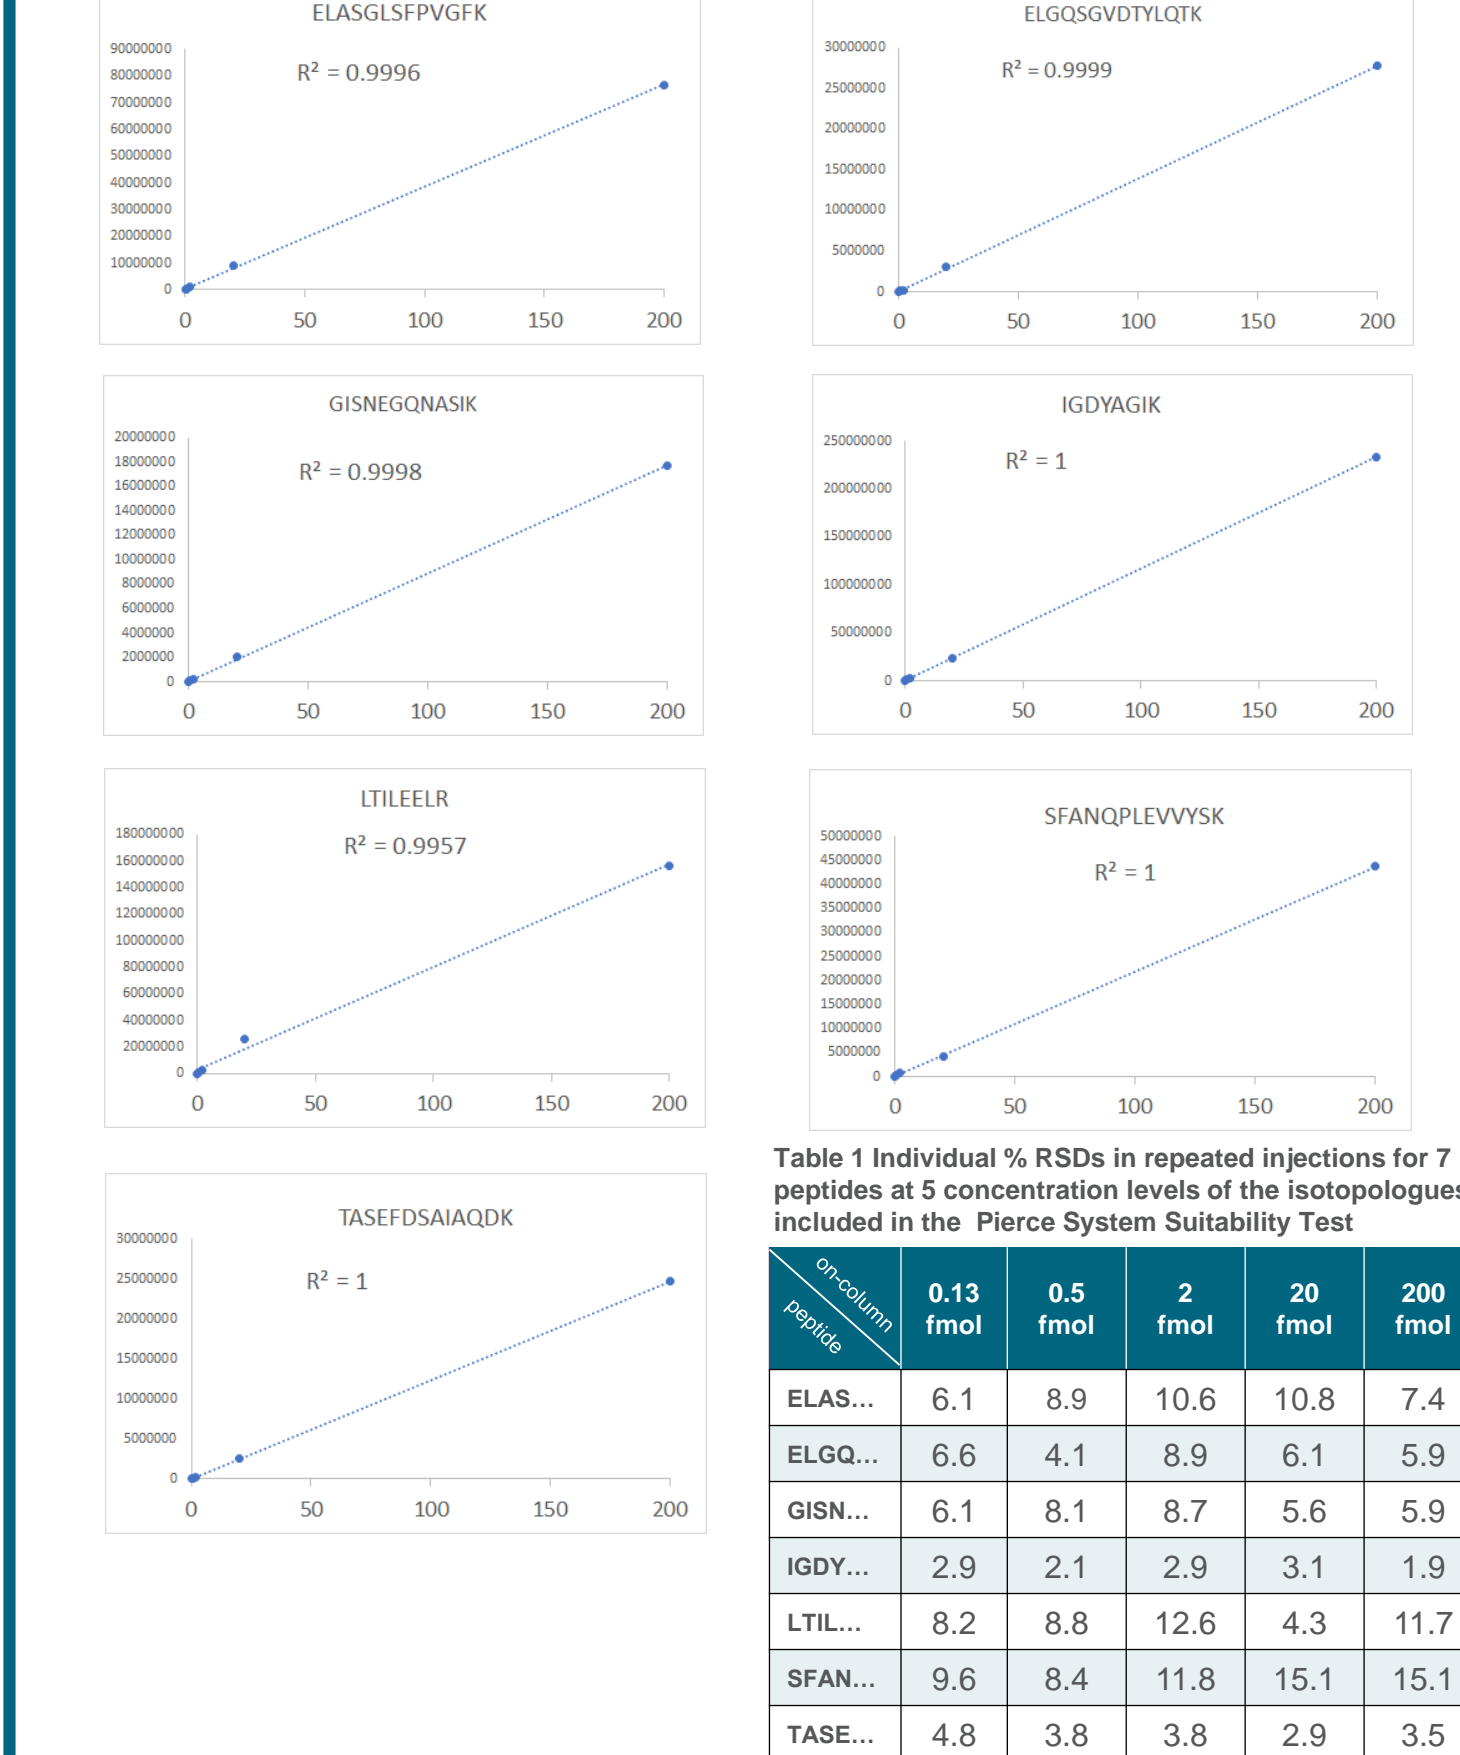 ELASGLSFPVGFK
R² = 0.9996
90000000
80000000
70000000
60000000
50000000
40000000
30000000
20000000
10000000
0
0 50 100 150 200
ELGQSGVDTYLQTK
R² = 0.9999
30000000
25000000
20000000
15000000
10000000
5000000
0
0 50 100 150 200
GISNEGQNASIK
R² = 0.9998
20000000
18000000
16000000
14000000
12000000
10000000
8000000
6000000
4000000
2000000
0
0 50 100 150 200
IGDYAGIK
R² = 1
250000000
200000000
150000000
100000000
50000000
0
0 50 100 150 200
LTILEELR
R² = 0.9957
180000000
160000000
140000000
120000000
100000000
80000000
60000000
40000000
20000000
0
0 50 100 150 200
SFANQPLEVVYSK
R² = 1
50000000
45000000
40000000
35000000
30000000
25000000
20000000
15000000
10000000
5000000
0
0 50 100 150 200
TASEFDSAIAQDK
R² = 1
30000000
25000000
20000000
15000000
10000000
5000000
0
0 50 100 150 200
Table 1 Individual % RSDs in repeated injections for 7
peptides at 5 concentration levels of the isotopologues
included in the Pierce System Suitability Test
on-column
peptide
0.13 fmol 0.5 fmol 2 fmol 20 fmol 200 fmol
ELAS... 6.1 8.9 10.6 10.8 7.4
ELGQ... 6.6 4.1 8.9 6.1 5.9
GISN... 6.1 8.1 8.7 5.6 5.9
IGDY... 2.9 2.1 2.9 3.1 1.9
LTIL... 8.2 8.8 12.6 4.3 11.7
SFAN... 9.6 8.4 11.8 15.1 15.1
TASE... 4.8 3.8 3.8 2.9 3.5